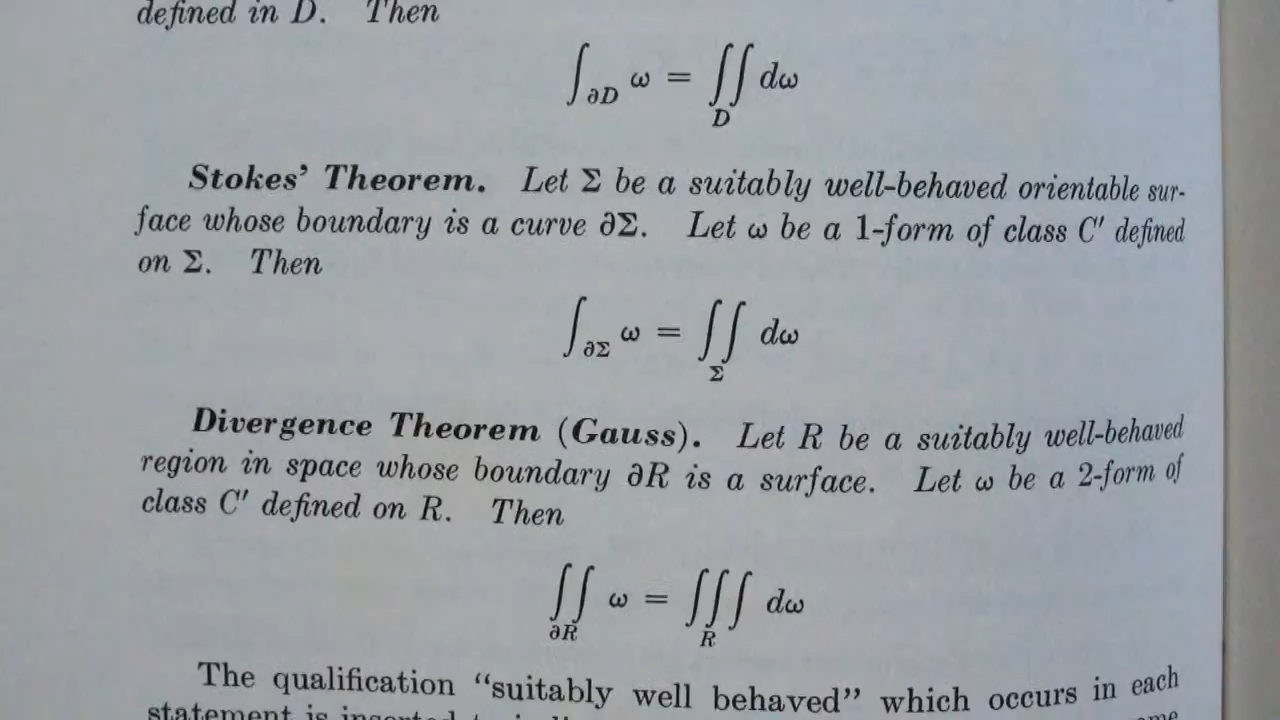 defined in D. Then
∫∂D ω = ∬D dω
Stokes' Theorem. Let Σ be a suitably well-behaved orientable sur-
face whose boundary is a curve ∂Σ. Let ω be a 1-form of class C′ defined
on Σ. Then
∫∂Σ ω = ∬Σ dω
Divergence Theorem (Gauss). Let R be a suitably well-behaved
region in space whose boundary ∂R is a surface. Let ω be a 2-form of
class C′ defined on R. Then
∬∂R ω = ∭R dω
The qualification “suitably well behaved” which occurs in each
statement is